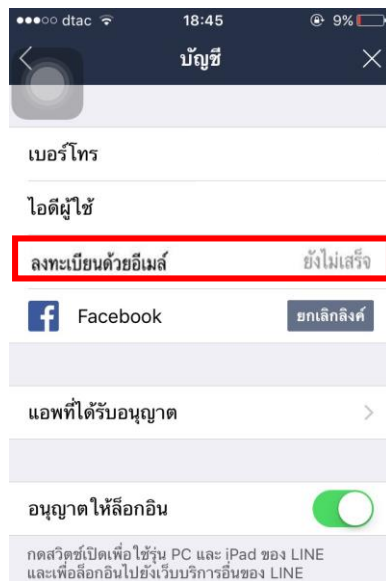 dtac 18:45 9%
บัญชี
เบอร์โทร
ไอดีผู้ใช้
ลงทะเบียนด้วยอีเมล์ ยังไม่เสร็จ
f Facebook ยกเลิกลิงค์
แอพที่ได้รับอนุญาต
อนุญาตให้ล็อกอิน
กดสวิตช์เปิดเพื่อใช้รุ่น PC และ iPad ของ LINE
และเพื่อล็อกอินไปยังเว็บบริการอื่นของ LINE